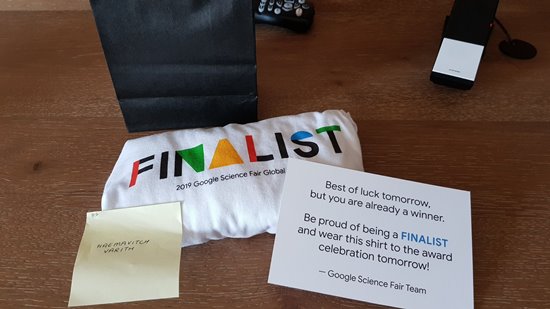 FINALIST
2019 Google Science Fair Global
HAEMAVITCH
VARITH
Best of luck tomorrow,
but you are already a winner.
Be proud of being a FINALIST
and wear this shirt to the award
celebration tomorrow!
— Google Science Fair Team